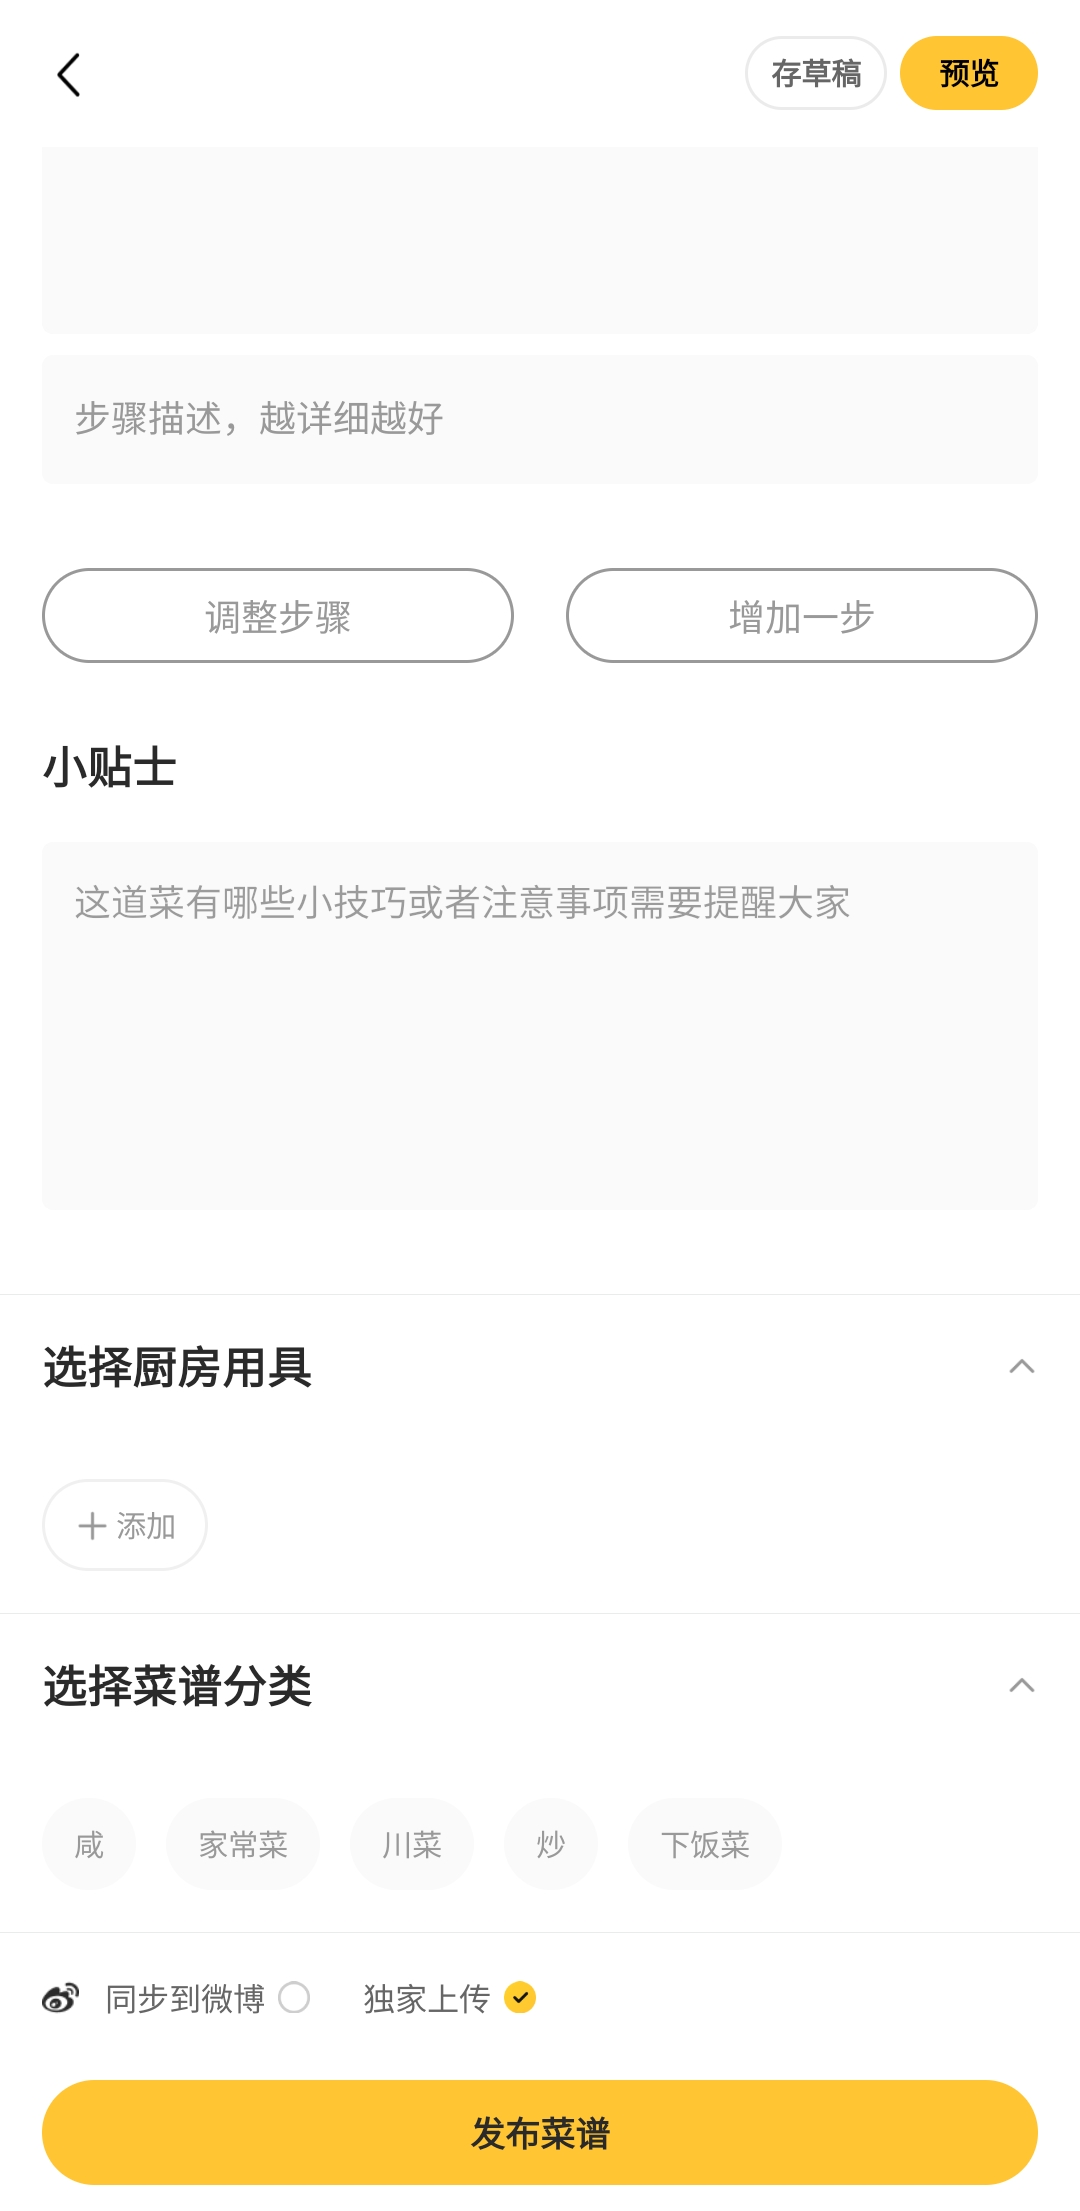 存草稿 预览
步骤描述，越详细越好
调整步骤 增加一步
小贴士
这道菜有哪些小技巧或者注意事项需要提醒大家
选择厨房用具
添加
选择菜谱分类
咸 家常菜 川菜 炒 下饭菜
同步到微博 独家上传
发布菜谱